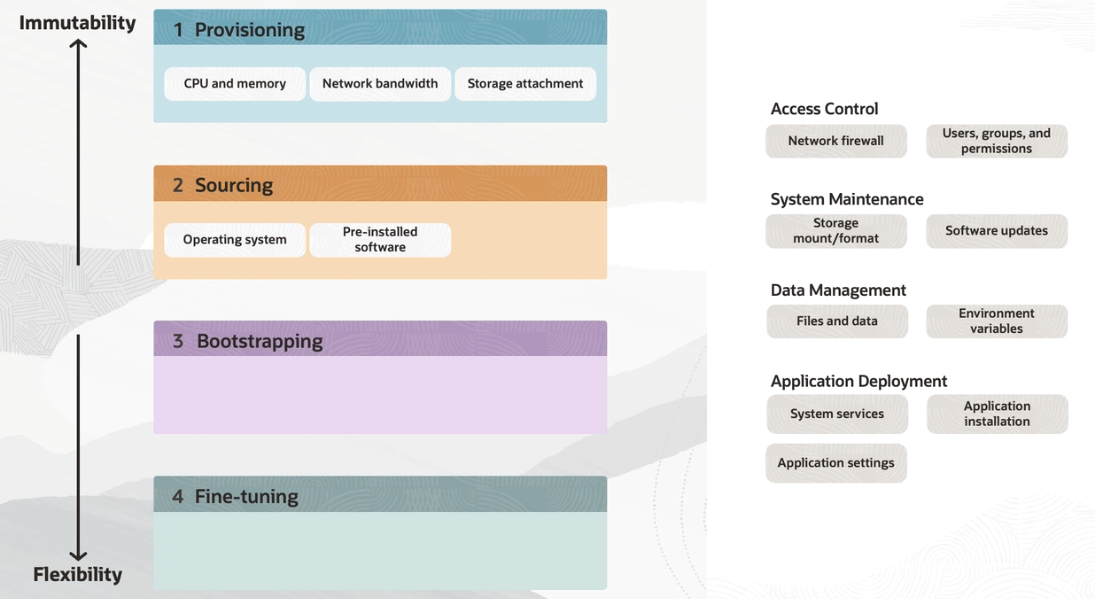 Immutability
1 Provisioning
CPU and memory
Network bandwidth
Storage attachment
2 Sourcing
Operating system
Pre-installed
software
3 Bootstrapping
4 Fine-tuning
Flexibility
Access Control
Network firewall
Users, groups, and
permissions
System Maintenance
Storage
mount/format
Software updates
Data Management
Files and data
Environment
variables
Application Deployment
System services
Application
installation
Application settings